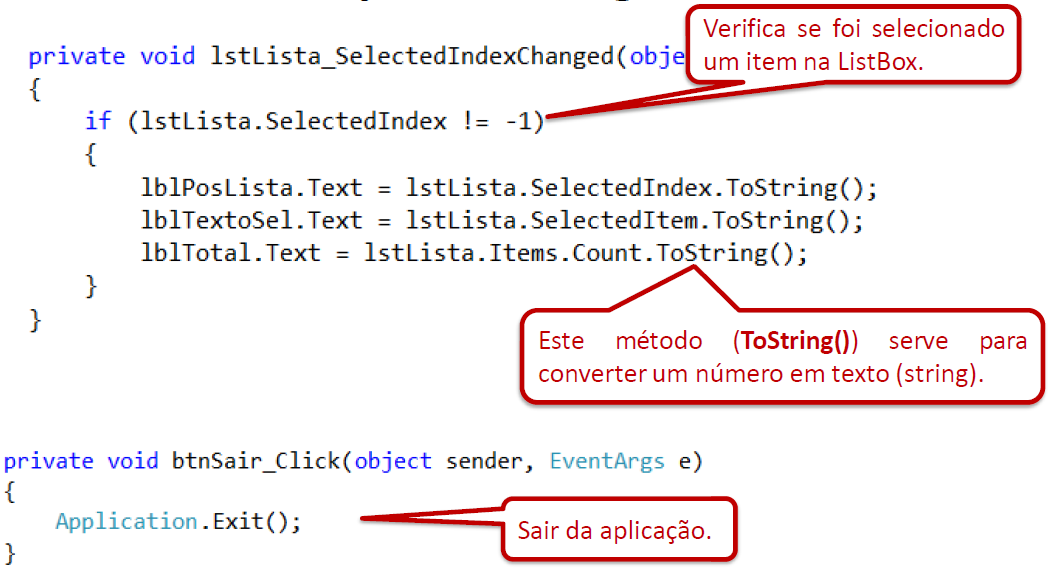 Verifica se foi selecionado
um item na ListBox.
private void lstLista_SelectedIndexChanged(obje
{
if (lstLista.SelectedIndex != -1)
{
lblPosLista.Text = lstLista.SelectedIndex.ToString();
lblTextoSel.Text = lstLista.SelectedItem.ToString();
lblTotal.Text = lstLista.Items.Count.ToString();
}
}
Este método (ToString()) serve para
converter um número em texto (string).
private void btnSair_Click(object sender, EventArgs e)
{
Application.Exit();
Sair da aplicação.
}